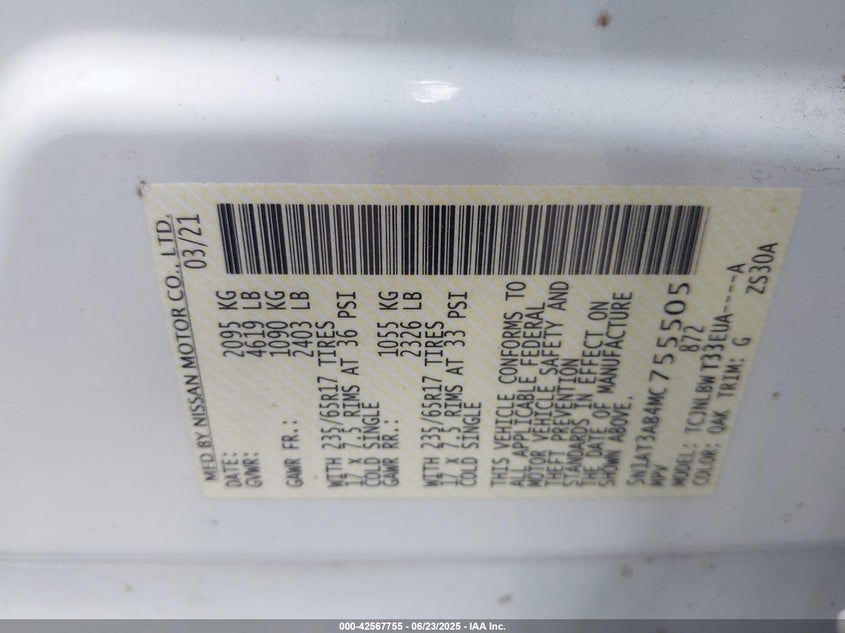 MFD BY NISSAN MOTOR CO., LTD.
DATE: 03/21
GVWR: 2095 KG
4619 LB
GAWR FR.: 1090 KG
2403 LB
WITH 235/65R17 TIRES
17 X 7.5 RIMS AT 36 PSI
COLD SINGLE
GAWR RR.: 1055 KG
2326 LB
WITH 235/65R17 TIRES
17 X 7.5 RIMS AT 33 PSI
COLD SINGLE
THIS VEHICLE CONFORMS TO
ALL APPLICABLE FEDERAL
MOTOR VEHICLE SAFETY AND
THEFT PREVENTION
STANDARDS IN EFFECT ON
THE DATE OF MANUFACTURE
SHOWN ABOVE.
5N1AT3AB4MC755505
MPV 872
MODEL: TCJNLBWT33EUA----A
COLOR: QAK TRIM: G ZS30A
000-42567755 | 06/23/2025 - IAA Inc.